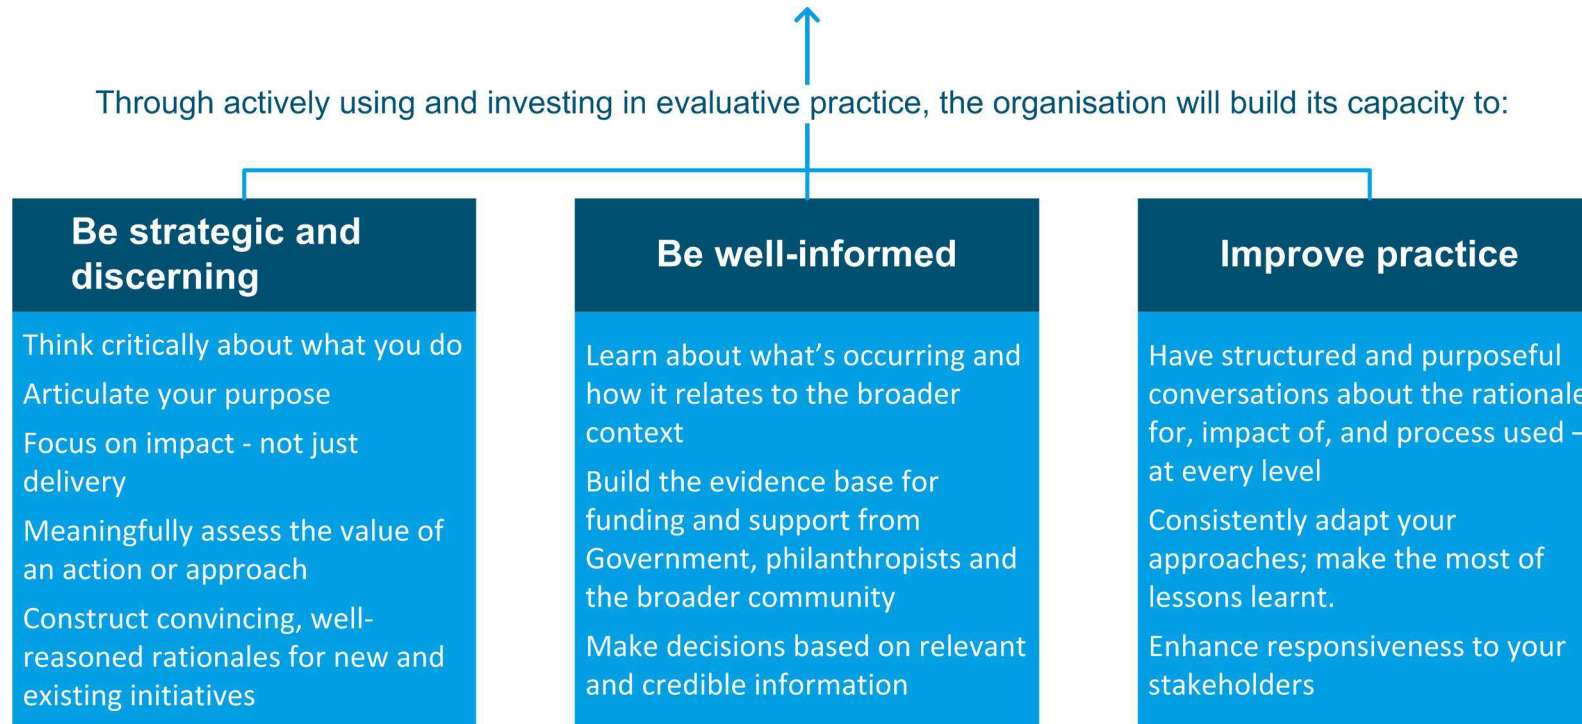 Through actively using and investing in evaluative practice, the organisation will build its capacity to:
Be strategic and
discerning
Think critically about what you do
Articulate your purpose
Focus on impact - not just
delivery
Meaningfully assess the value of
an action or approach
Construct convincing, well-
reasoned rationales for new and
existing initiatives
Be well-informed
Learn about what's occurring and
how it relates to the broader
context
Build the evidence base for
funding and support from
Government, philanthropists and
the broader community
Make decisions based on relevant
and credible information
Improve practice
Have structured and purposeful
conversations about the rationale
for, impact of, and process used –
at every level
Consistently adapt your
approaches; make the most of
lessons learnt.
Enhance responsiveness to your
stakeholders